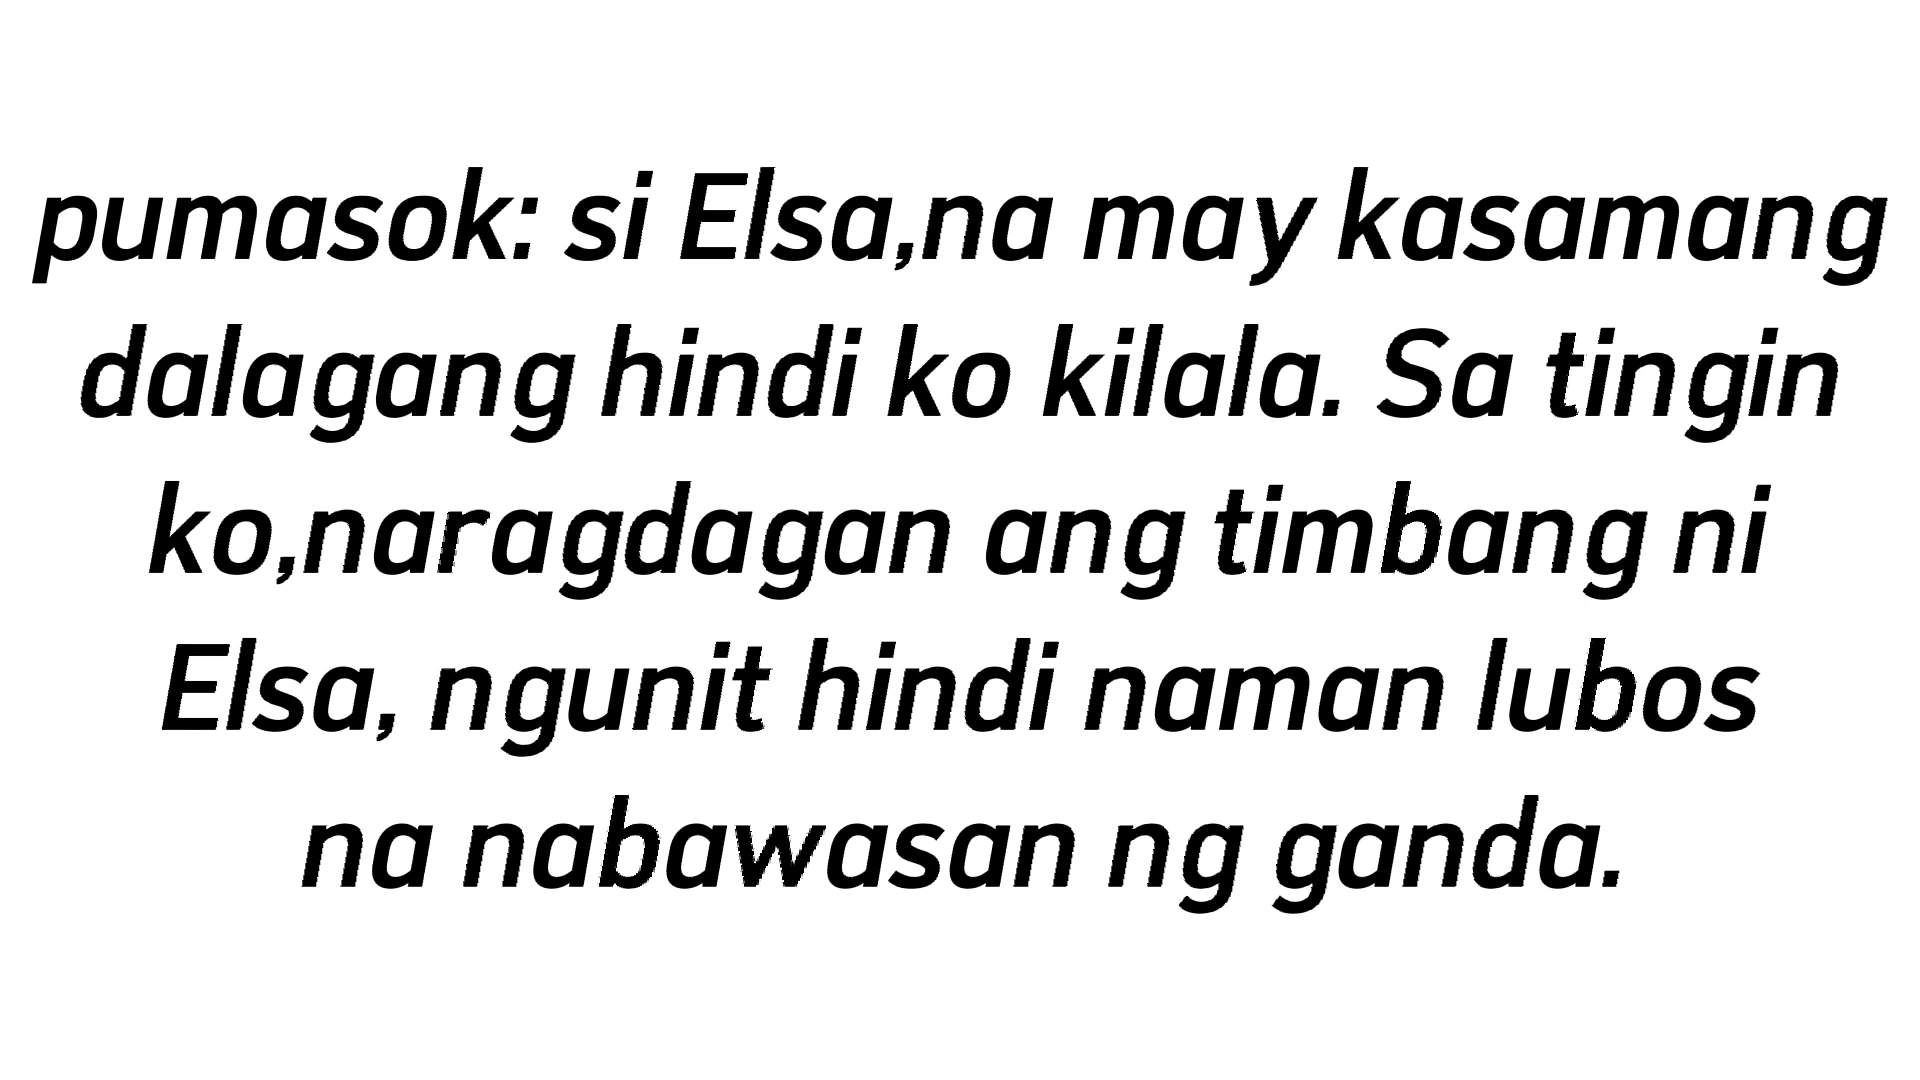 pumasok: si Elsa,na may kasamang
dalagang hindi ko kilala. Sa tingin
ko,naragdagan ang timbang ni
Elsa, ngunit hindi naman lubos
na nabawasan ng ganda.